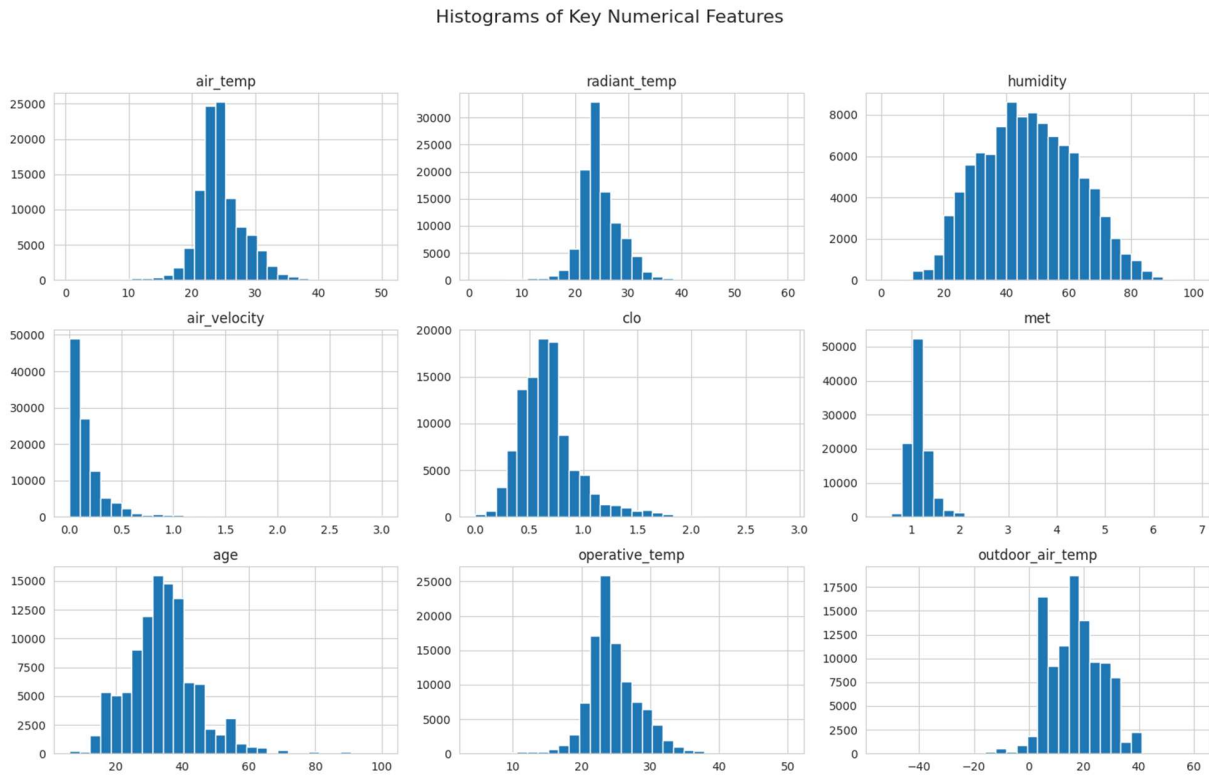 Histograms of Key Numerical Features
air_temp
25000
20000
15000
10000
5000
0
0 10 20 30 40 50
radiant_temp
30000
25000
20000
15000
10000
5000
0
0 10 20 30 40 50 60
humidity
8000
6000
4000
2000
0
0 20 40 60 80 100
air_velocity
50000
40000
30000
20000
10000
0
0.0 0.5 1.0 1.5 2.0 2.5 3.0
clo
20000
15000
10000
5000
0
0.0 0.5 1.0 1.5 2.0 2.5 3.0
met
50000
40000
30000
20000
10000
0
1 2 3 4 5 6 7
age
15000
12500
10000
7500
5000
2500
0
20 40 60 80 100
operative_temp
25000
20000
15000
10000
5000
0
10 20 30 40 50
outdoor_air_temp
17500
15000
12500
10000
7500
5000
2500
0
−40 −20 0 20 40 60